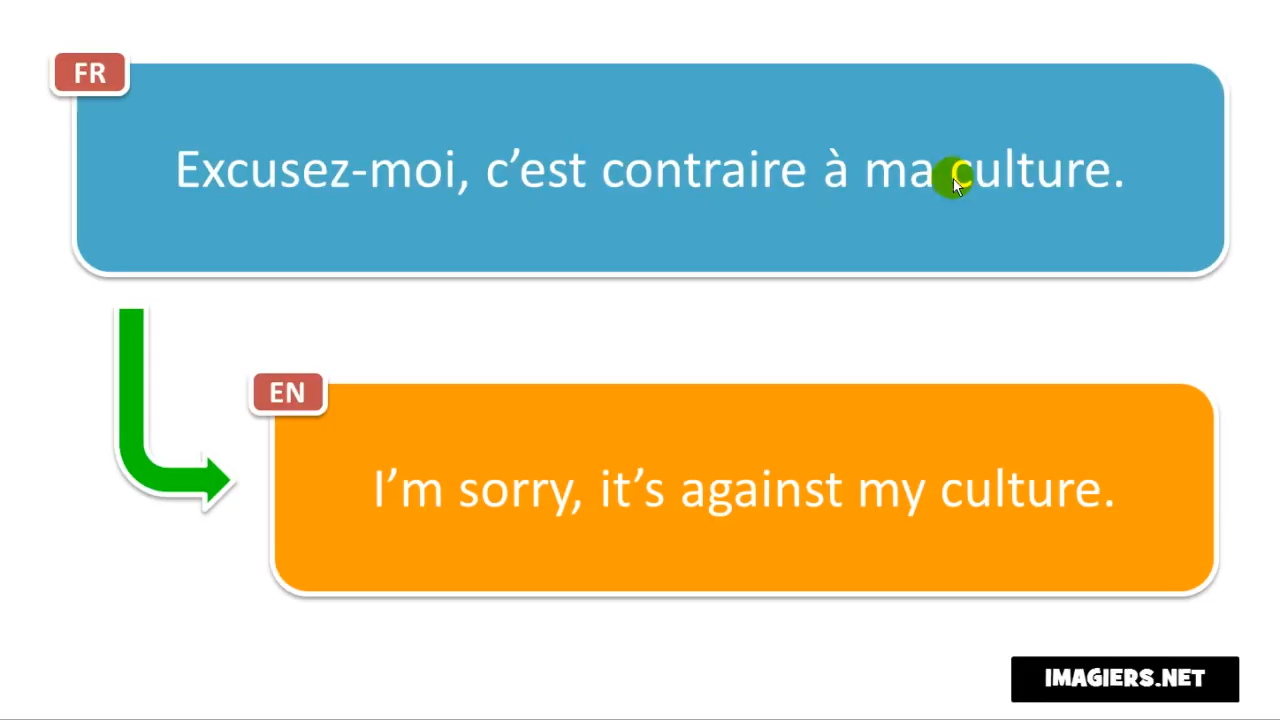 FR
Excusez-moi, c’est contraire à ma culture.
EN
I’m sorry, it’s against my culture.
IMAGIERS.NET